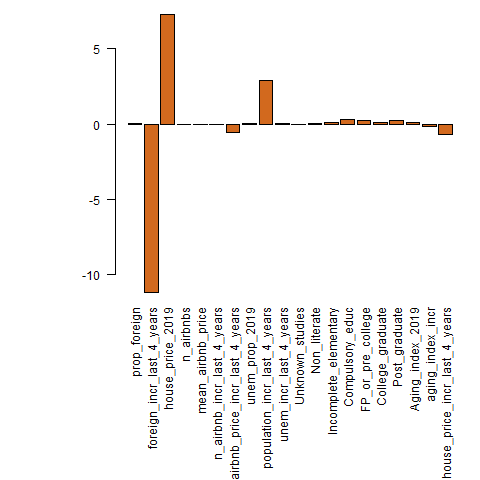 5
0
-5
-10
prop_foreign
foreign_incr_last_4_years
house_price_2019
n_airbnbs
mean_airbnb_price
n_airbnb_incr_last_4_years
airbnb_price_incr_last_4_years
unem_prop_2019
population_incr_last_4_years
unem_incr_last_4_years
Unknown_studies
Non_literate
Incomplete_elementary
Compulsory_educ
FP_or_pre_college
College_graduate
Post_graduate
Aging_index_2019
aging_index_incr
house_price_incr_last_4_years